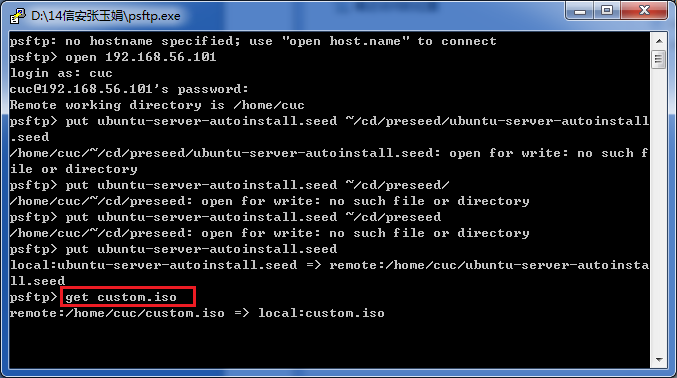 D:\14信安张玉娟\psftp.exe
psftp: no hostname specified; use "open host.name" to connect
psftp> open 192.168.56.101
login as: cuc
cuc@192.168.56.101's password:
Remote working directory is /home/cuc
psftp> put ubuntu-server-autoinstall.seed ~/cd/preseed/ubuntu-server-autoinstall
.seed
/home/cuc/~/cd/preseed/ubuntu-server-autoinstall.seed: open for write: no such f
ile or directory
psftp> put ubuntu-server-autoinstall.seed ~/cd/preseed/
/home/cuc/~/cd/preseed: open for write: no such file or directory
psftp> put ubuntu-server-autoinstall.seed ~/cd/preseed
/home/cuc/~/cd/preseed: open for write: no such file or directory
psftp> put ubuntu-server-autoinstall.seed
local:ubuntu-server-autoinstall.seed => remote:/home/cuc/ubuntu-server-autoinsta
ll.seed
psftp> get custom.iso
remote:/home/cuc/custom.iso => local:custom.iso